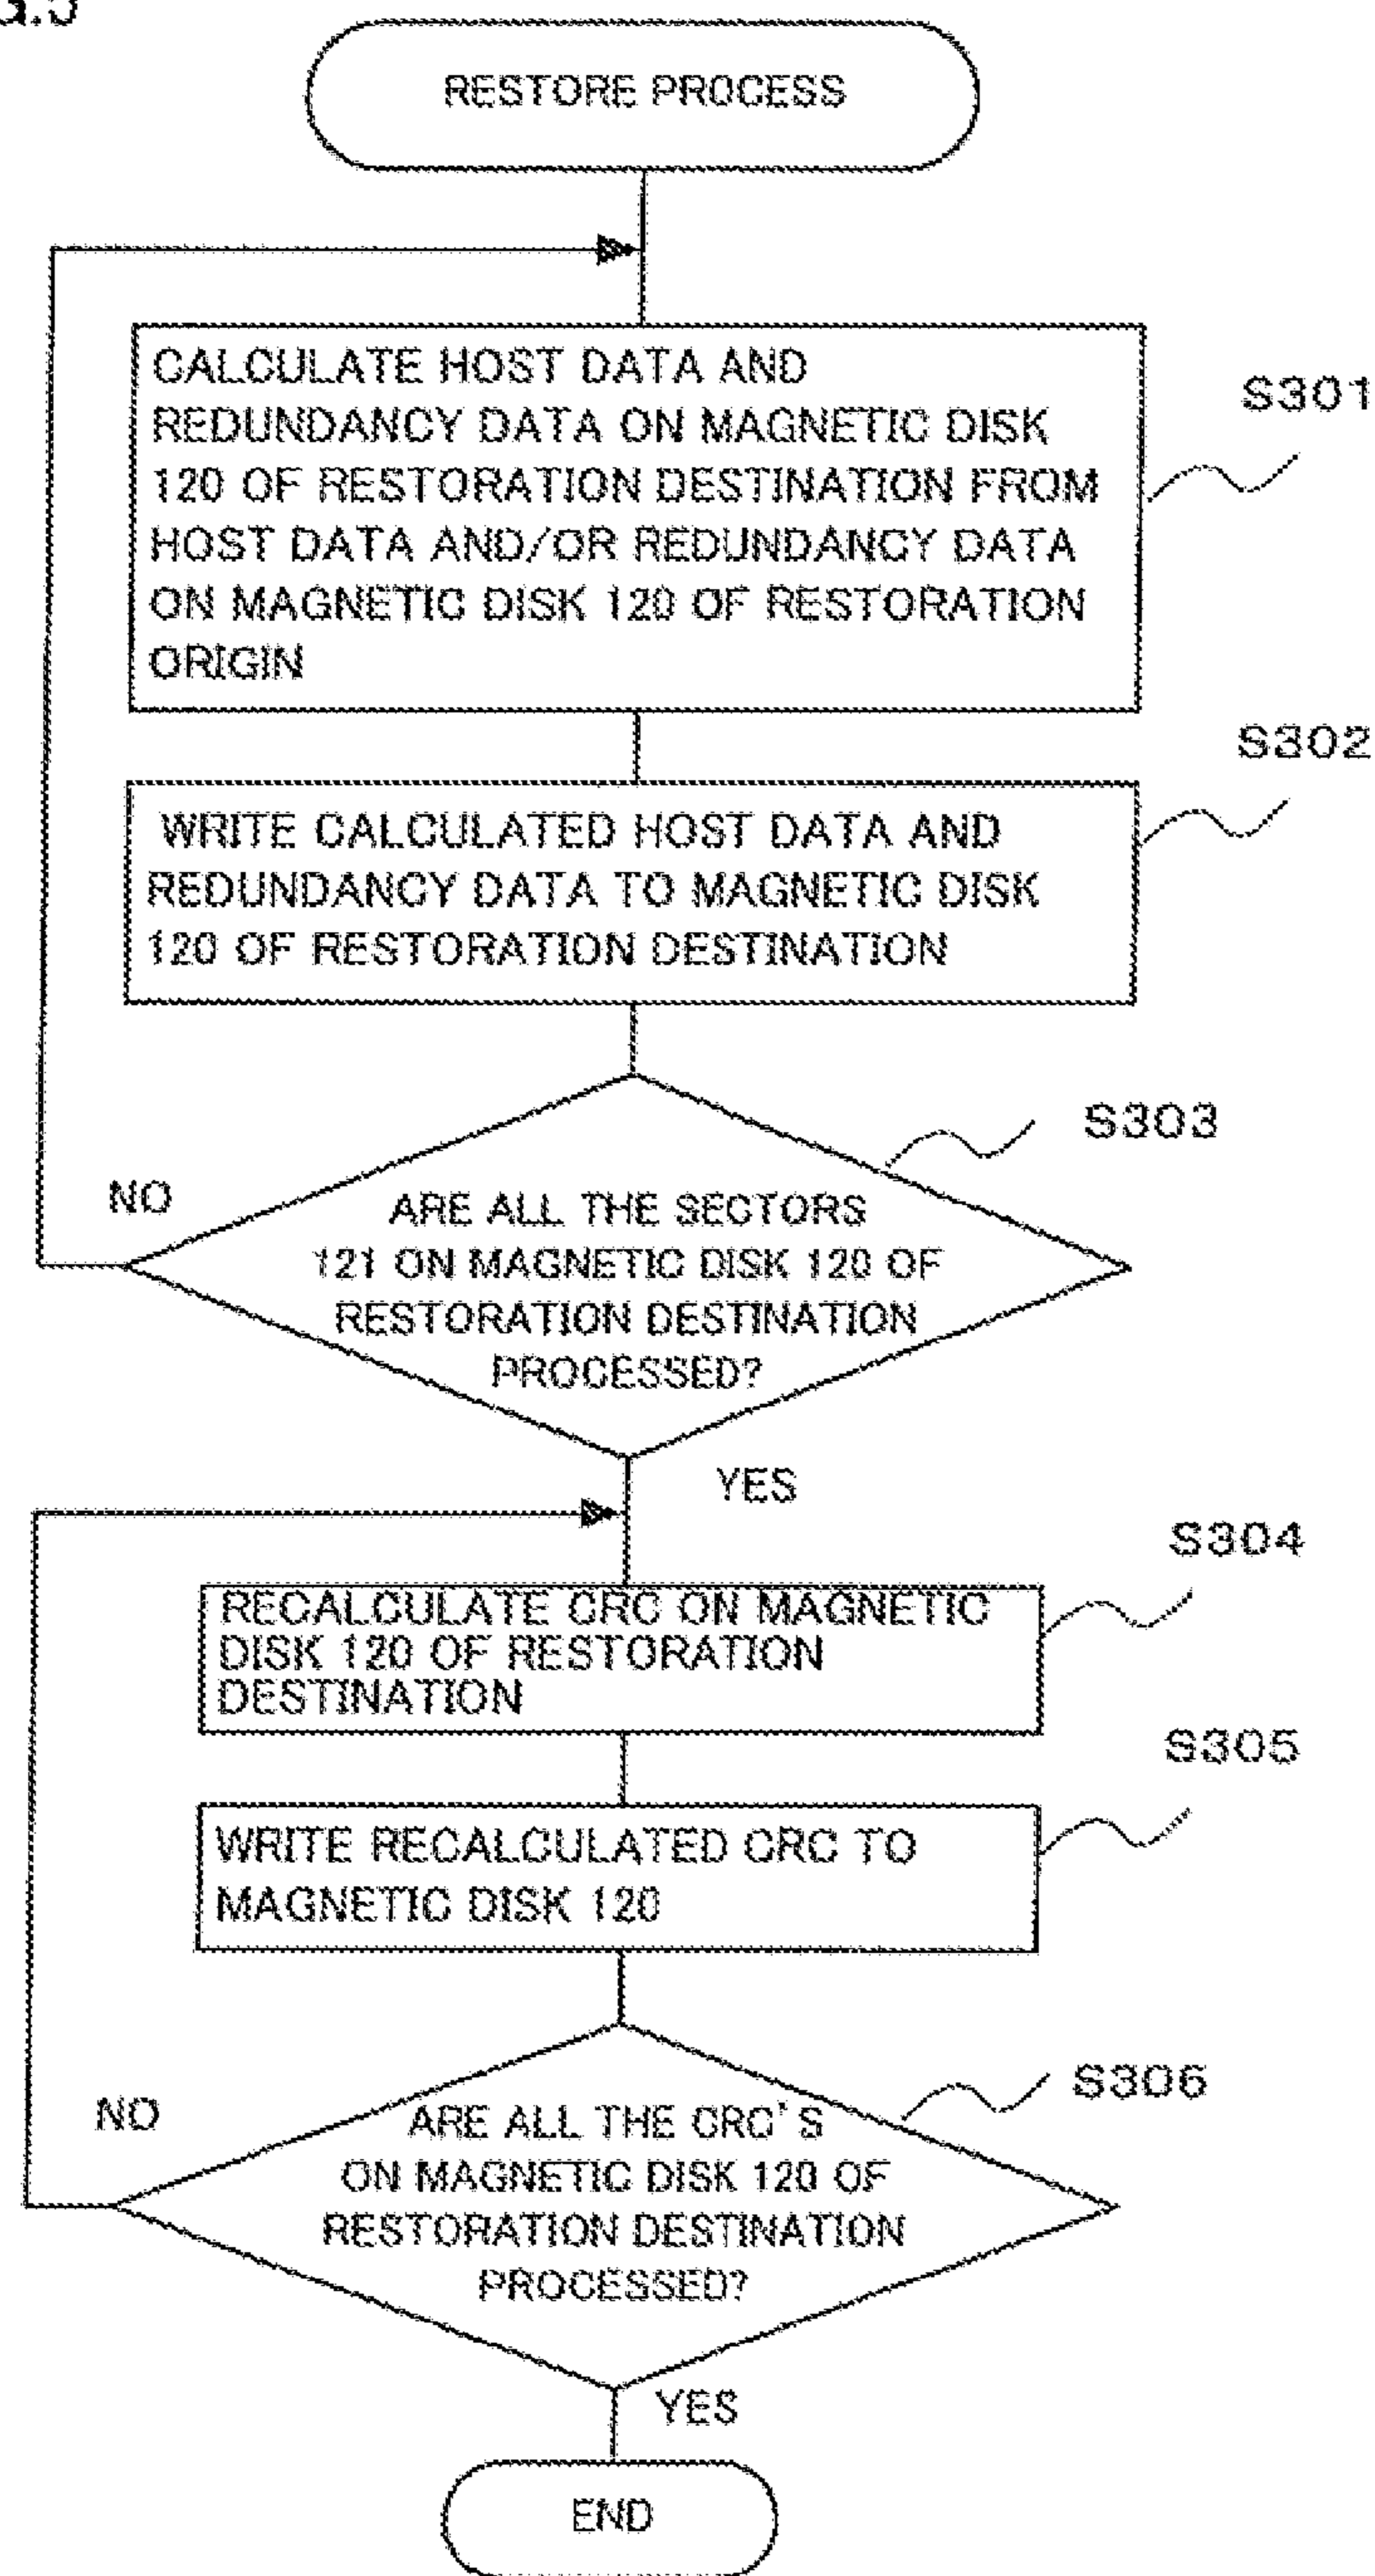 RESTORE PROCESS
CALCULATE HOST DATA AND
REDUNDANCY DATA ON MAGNETIC DISK
120 OF RESTORATION DESTINATION FROM
HOST DATA AND/OR REDUNDANCY DATA
ON MAGNETIC DISK 120 OF RESTORATION
ORIGIN
S301
WRITE CALCULATED HOST DATA AND
REDUNDANCY DATA TO MAGNETIC DISK
120 OF RESTORATION DESTINATION
S302
ARE ALL THE SECTORS
121 ON MAGNETIC DISK 120 OF
RESTORATION DESTINATION
PROCESSED?
S303
NO
YES
RECALCULATE CRC ON MAGNETIC
DISK 120 OF RESTORATION
DESTINATION
S304
WRITE RECALCULATED CRC TO
MAGNETIC DISK 120
S305
ARE ALL THE CRC'S
ON MAGNETIC DISK 120 OF
RESTORATION DESTINATION
PROCESSED?
S306
NO
YES
END